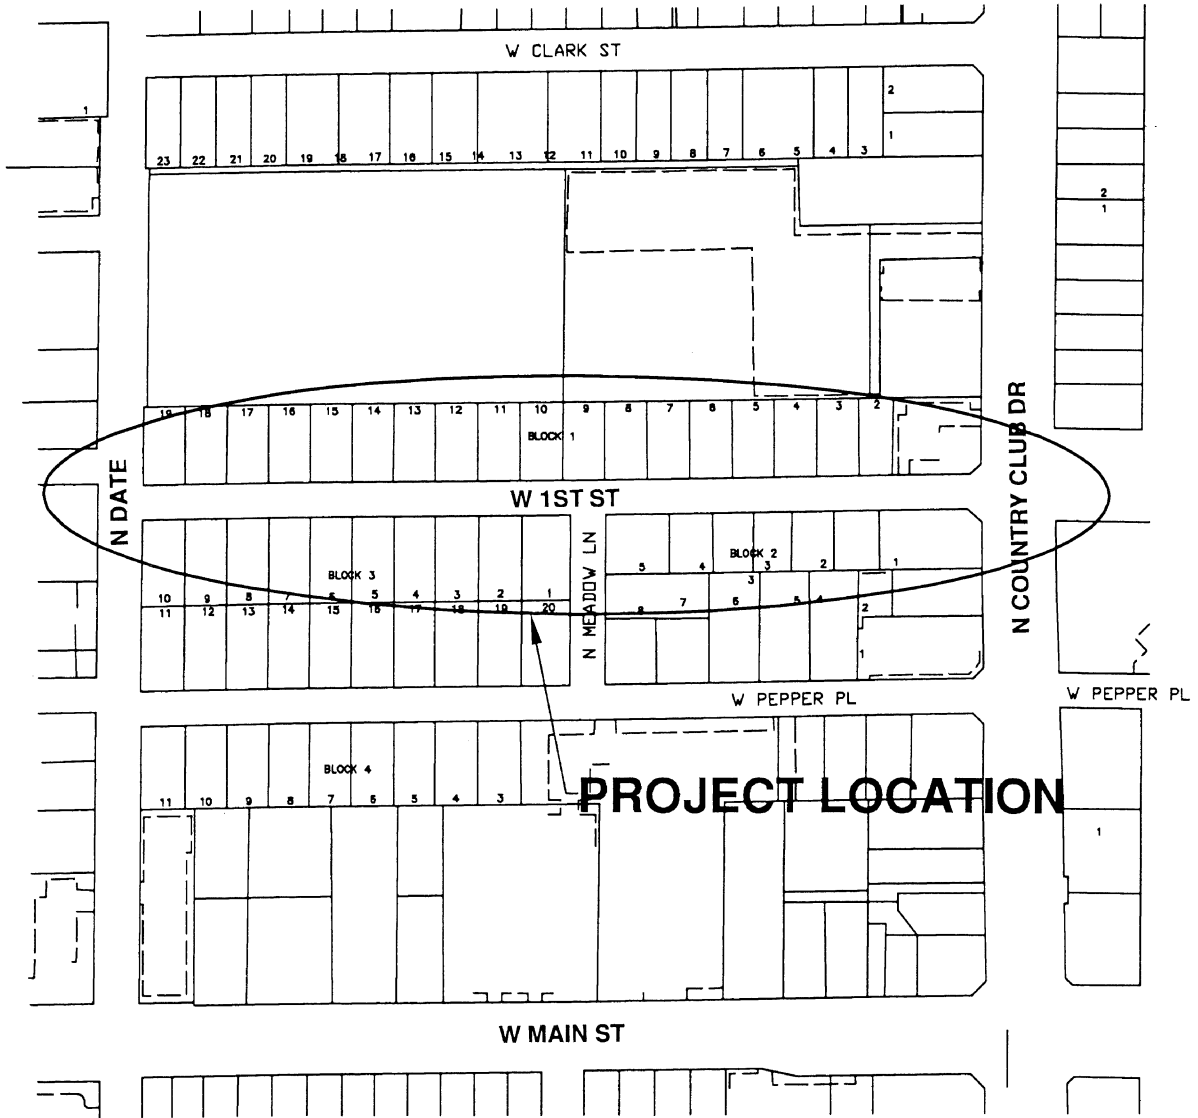 W CLARK ST
1
2
1
23 22 21 20 19 18 17 16 15 14 13 12 11 10 9 8 7 6 5 4 3
2
1
19 18 17 16 15 14 13 12 11 10 9 8 7 6 5 4 3 2
BLOCK 1
N DATE
W 1ST ST
N COUNTRY CLUB DR
N MEADOW LN
BLOCK 2
5 4 3 2 1
BLOCK 3
3
10 9 8 7 6 5 4 3 2 1
11 12 13 14 15 16 17 18 19 20
8 7 6 5 4 2
1
W PEPPER PL
W PEPPER PL
BLOCK 4
PROJECT LOCATION
11 10 9 8 7 6 5 4 3
1
W MAIN ST